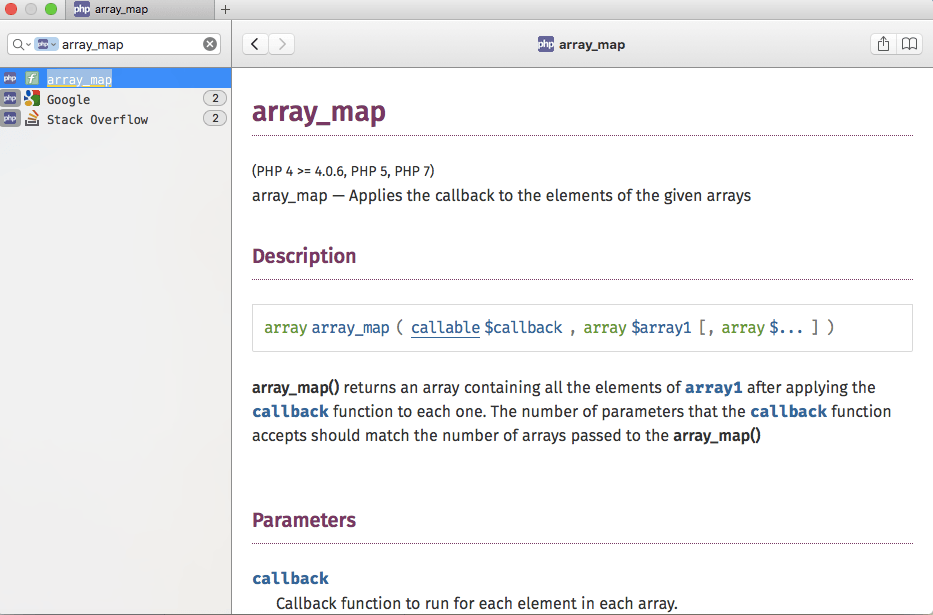 php array_map
+
php array_map
php array_map
php f array_map
php Google 2
php Stack Overflow 2
array_map
(PHP 4 >= 4.0.6, PHP 5, PHP 7)
array_map — Applies the callback to the elements of the given arrays
Description
array array_map ( callable $callback , array $array1 [, array $... ] )
array_map() returns an array containing all the elements of array1 after applying the
callback function to each one. The number of parameters that the callback function
accepts should match the number of arrays passed to the array_map()
Parameters
callback
Callback function to run for each element in each array.